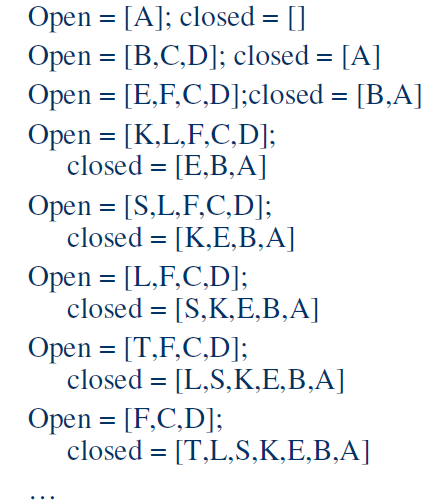 Open = [A]; closed = []
Open = [B,C,D]; closed = [A]
Open = [E,F,C,D];closed = [B,A]
Open = [K,L,F,C,D];
closed = [E,B,A]
Open = [S,L,F,C,D];
closed = [K,E,B,A]
Open = [L,F,C,D];
closed = [S,K,E,B,A]
Open = [T,F,C,D];
closed = [L,S,K,E,B,A]
Open = [F,C,D];
closed = [T,L,S,K,E,B,A]
…